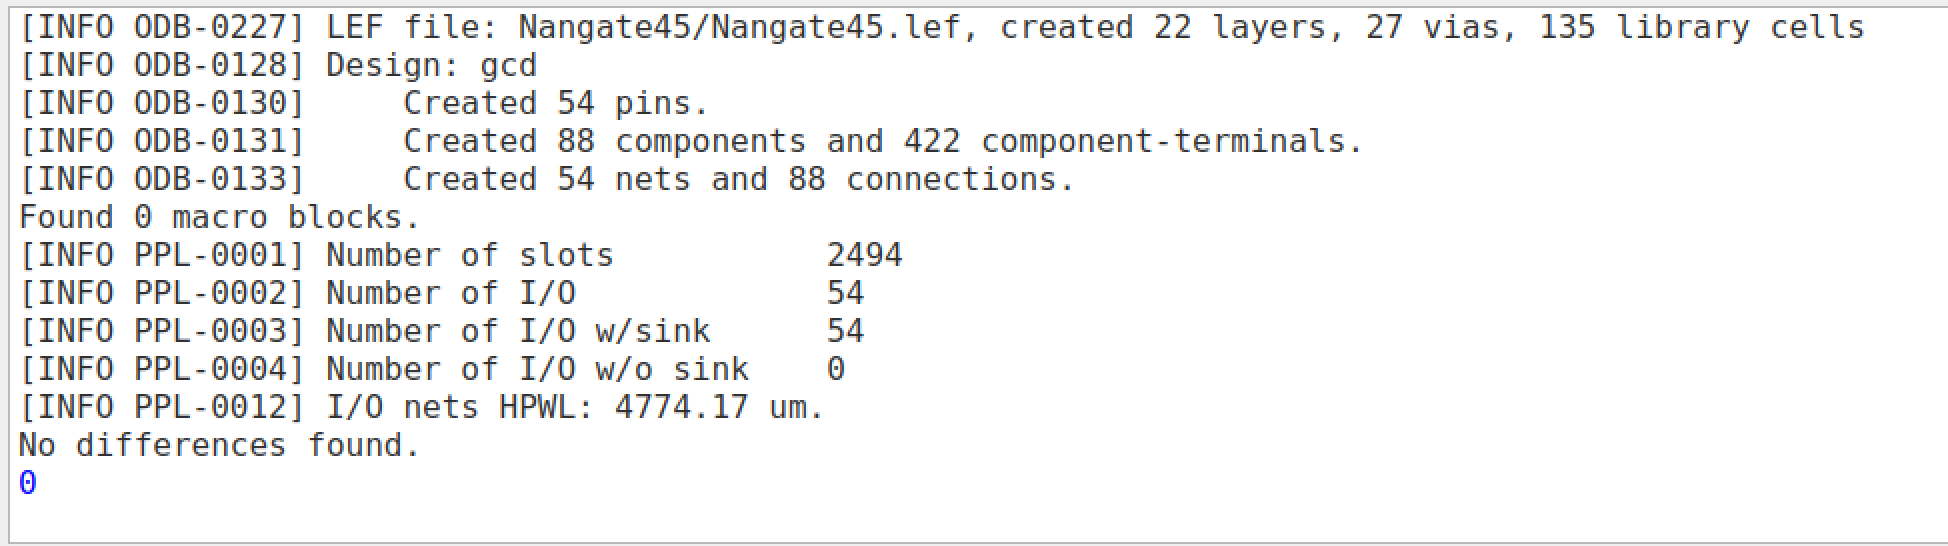 [INFO ODB-0227] LEF file: Nangate45/Nangate45.lef, created 22 layers, 27 vias, 135 library cells
[INFO ODB-0128] Design: gcd
[INFO ODB-0130]     Created 54 pins.
[INFO ODB-0131]     Created 88 components and 422 component-terminals.
[INFO ODB-0133]     Created 54 nets and 88 connections.
Found 0 macro blocks.
[INFO PPL-0001] Number of slots           2494
[INFO PPL-0002] Number of I/O             54
[INFO PPL-0003] Number of I/O w/sink      54
[INFO PPL-0004] Number of I/O w/o sink    0
[INFO PPL-0012] I/O nets HPWL: 4774.17 um.
No differences found.
0